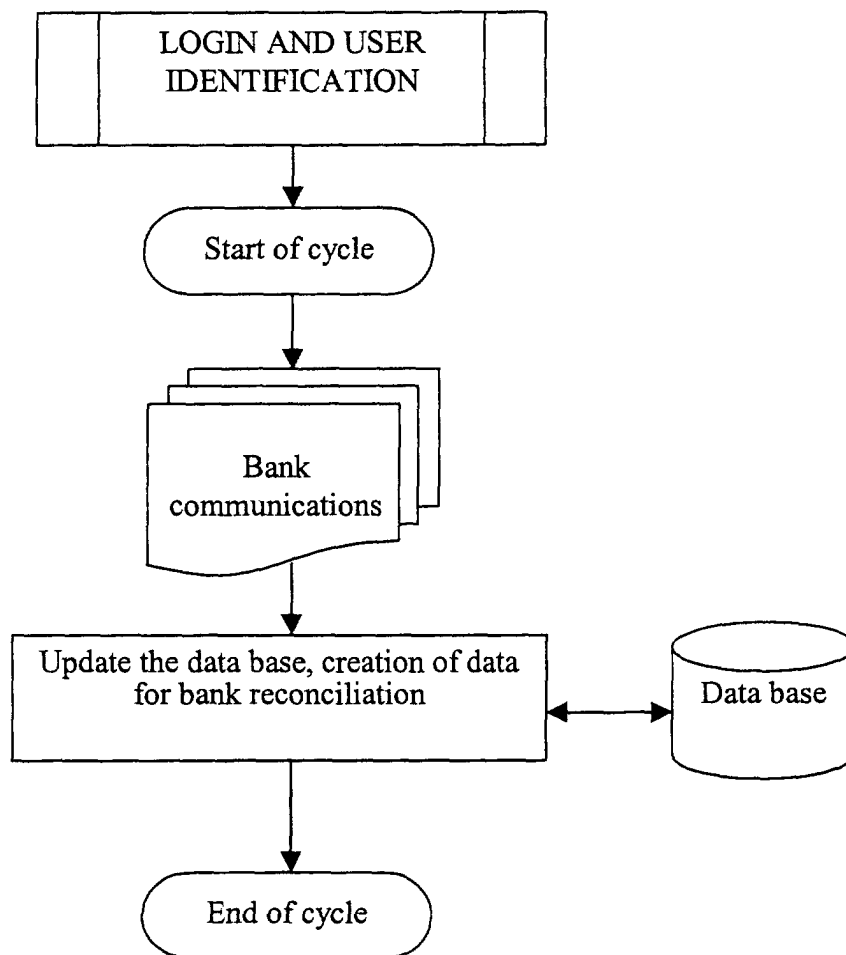 LOGIN AND USER
IDENTIFICATION
Start of cycle
Bank
communications
Update the data base, creation of data
for bank reconciliation
Data base
End of cycle